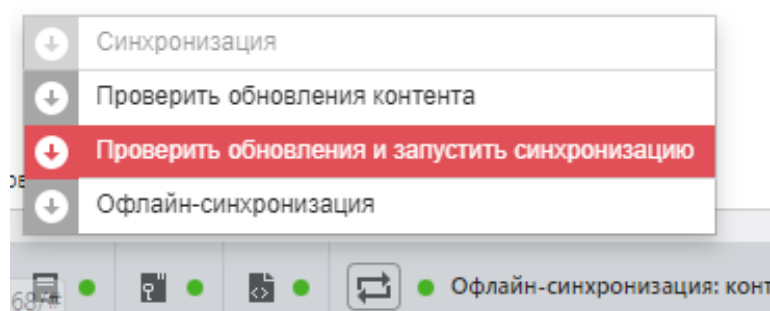 Синхронизация
Проверить обновления контента
Проверить обновления и запустить синхронизацию
Офлайн-синхронизация
Офлайн-синхронизация: конт